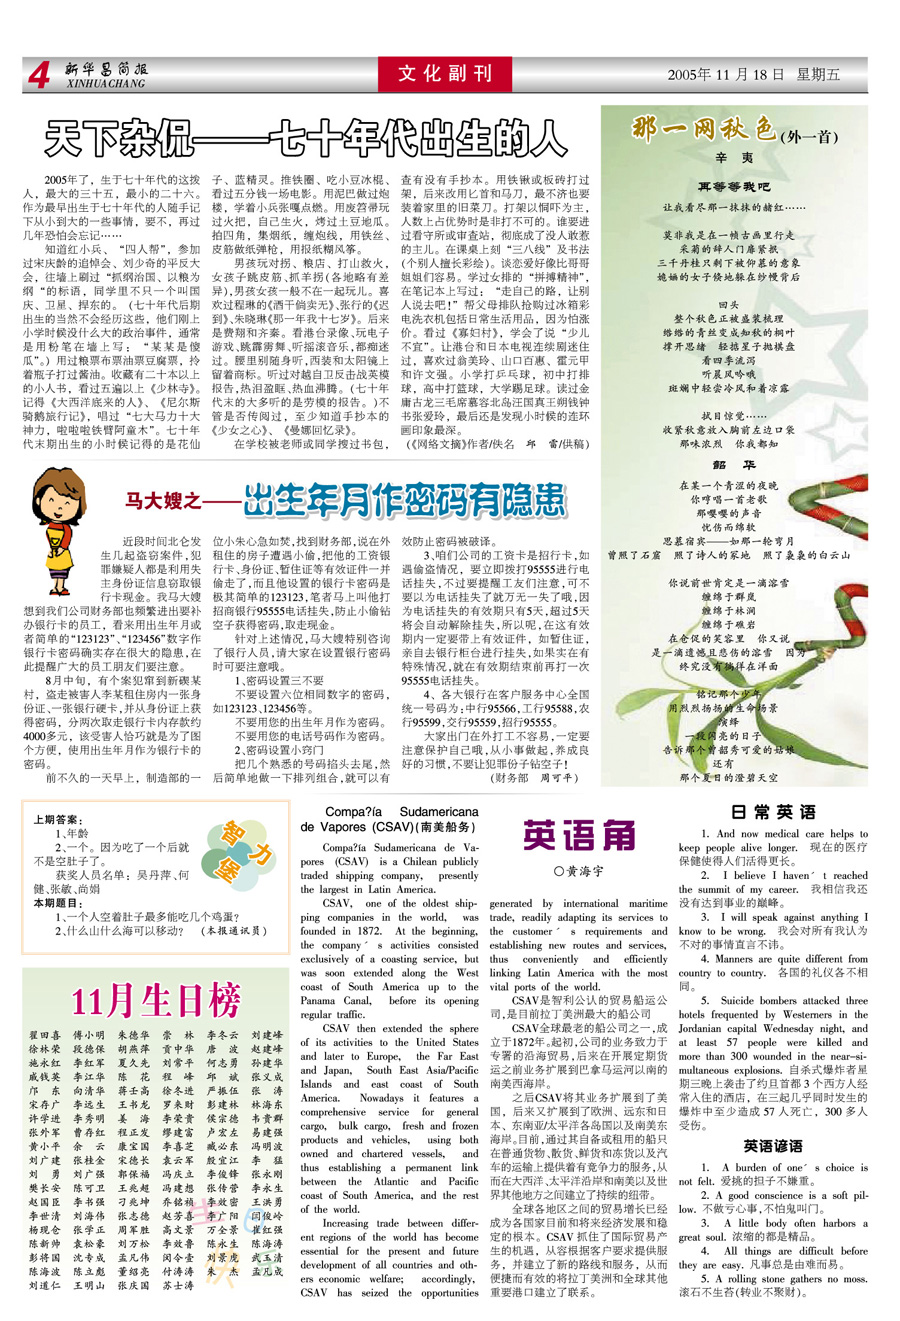 4
新华昌简报
XINHUACHANG
文化副刊
2005年 11 月 18 日 星期五
天下杂侃——七十年代出生的人
2005年了，生于七十年代的这拨
人，最大的三十五，最小的二十六。
作为最早出生于七十年代的人随手记
下从小到大的一些事情，要不，再过
几年恐怕会忘记……
知道红小兵、“四人帮”，参加
过宋庆龄的追悼会、刘少奇的平反大
会，往墙上刷过“抓纲治国、以粮为
纲“的标语，同学里不只一个叫国
庆、卫星、捍东的。（七十年代后期
出生的当然不会经历这些，他们刚上
小学时候没什么大的政治事件，通常
是用粉笔在墙上写：“某某是傻
瓜”。）用过粮票布票油票豆腐票，拎
着瓶子打过酱油。收藏有二十本以上
的小人书，看过五遍以上《少林寺》。
记得《大西洋底来的人》、《尼尔斯
骑鹅旅行记》，唱过“七大马力十大
神力，啦啦啦铁臂阿童木”。七十年
代末期出生的小时候记得的是花仙
子、蓝精灵。推铁圈、吃小豆冰棍、
看过五分钱一场电影。用泥巴做过炮
楼，学着小兵张嘎点燃。用废笤帚玩
过火把，自己生火，烤过土豆地瓜。
拍四角，集烟纸，缠匏线，用铁丝、
皮筋做纸弹枪，用报纸糊风筝。
男孩玩对拐、粮店、打山救火，
女孩子跳皮筋、抓羊拐(各地略有差
异)，男孩女孩一般不在一起玩儿。喜
欢过程琳的《酒干倘卖无》、张行的《迟
到》、朱晓琳《那一年我十七岁》。后来
是费翔和齐秦。看港台录像、玩电子
游戏、跳霹雳舞、听摇滚音乐，都痴迷
过。腰里别随身听，西装和太阳镜上
留着商标。听过对越自卫反击战英模
报告，热泪盈眶、热血沸腾。(七十年
代末的大多听的是劳模的报告。)不
管是否传阅过，至少知道手抄本的
《少女之心》、《曼娜回忆录》。
在学校被老师或同学搜过书包，
查有没有手抄本。用铁锹或板砖打过
架，后来改用匕首和马刀，最不济也要
装着家里的旧菜刀。打架以恫吓为主，
人数上占优势时是非打不可的。谁要进
过看守所或审查站，彻底成了没人敢惹
的主儿。在课桌上刻“三八线”及书法
(个别人擅长彩绘)。谈恋爱好像比哥哥
姐姐们容易。学过女排的“拼搏精神”，
在笔记本上写过：“走自己的路，让别
人说去吧！”帮父母排队抢购过冰箱彩
电洗衣机包括日常生活用品，因为怕涨
价。看过《寡妇村》，学会了说“少儿
不宜”。让港台和日本电视连续剧迷住
过，喜欢过翁美玲、山口百惠、霍元甲
和许文强。小学打乒乓球，初中打排
球，高中打篮球，大学踢足球。读过金
庸古龙三毛席慕容北岛汪国真王朔钱钟
书张爱玲，最后还是发现小时候的连环
画印象最深。
(《网络文摘》作者/佚名 邱 雷/供稿)
那一网秋色(外一首)
辛 夷
再等等我吧
让我看尽那一抹抹的赭红……
莫非我是在一帧古画里行走
采菊的辟人门扉紧掀
三千丹桂只剩下被仰慕的意象
媲婳的女子倚地躲在纱幔背后
回头
整个秋色正被盛装梳理
绺绺的青丝变成如秋的桐叶
撑开思绪 轻掂星子抛棋盘
看四季流泻
听晨风吟哦
斑斓中轻尝冷风和着凉露
拭目惊觉……
收紧秋意放入胸前左边口袋
那味浓烈 你我都知
韶 华
在某一个青涩的夜晚
你哼唱一首老歌
那嘤嘤的声音
忧伤而绵软
思慕宿宾——如那一轮弯月
曾照了石窟 照了诗人的冢地 照了袅袅的白云山
你说前世肯定是一滴溶雪
缠绵于群岚
缠绵于林涧
缠绵于礁岩
在仓促的笑容里 你又说
是一滴遗憾且悲伤的溶雪 因为
终究没有徜徉在洋面
铭记那个少年
用烈烈扬扬的生命场景
演绎
一段闪亮的日子
告诉那个曾韶秀可爱的姑娘
还有
那个夏日的澄碧天空
马大嫂之——出生年月作密码有隐患
近段时间北仑发
生几起盗窃案件，犯
罪嫌疑人都是利用失
主身份证信息窃取银
行卡现金。我马大嫂
想到我们公司财务部也频繁进出要补
办银行卡的员工，看来用出生年月或
者简单的“123123”、“123456”数字作
银行卡密码确实存在很大的隐患，在
此提醒广大的员工朋友们要注意。
8月中旬，有个案犯窜到新碶某
村，盗走被害人李某租住房内一张身
份证、一张银行硬卡，并从身份证上获
得密码，分两次取走银行卡内存款约
4000多元，该受害人恰巧就是为了图
个方便，使用出生年月作为银行卡的
密码。
前不久的一天早上，制造部的一
位小朱心急如焚，找到财务部，说在外
租住的房子遭遇小偷，把他的工资银
行卡、身份证、暂住证等有效证件一并
偷走了，而且他设置的银行卡密码是
极其简单的123123，笔者马上叫他打
招商银行95555电话挂失，防止小偷钻
空子获得密码，取走现金。
针对上述情况，马大嫂特别咨询
了银行人员，请大家在设置银行密码
时可要注意哦。
1、密码设置三不要
不要设置六位相同数字的密码，
如123123、123456等。
不要用您的出生年月作为密码。
不要用您的电话号码作为密码。
2、密码设置小窍门
把几个熟悉的号码掐头去尾，然
后简单地做一下排列组合，就可以有
效防止密码被破译。
3、咱们公司的工资卡是招行卡，如
遇偷盗情况，要立即拨打95555进行电
话挂失，不过要提醒工友们注意，可不
要以为电话挂失了就万无一失了哦，因
为电话挂失的有效期只有5天，超过5天
将会自动解除挂失，所以呢，在这有效
期内一定要带上有效证件，如暂住证，
亲自去银行柜台进行挂失，如果实在有
特殊情况，就在有效期结束前再打一次
95555电话挂失。
4、各大银行在客户服务中心全国
统一号码为：中行95566，工行95588，农
行95599，交行95559，招行95555。
大家出门在外打工不容易，一定要
注意保护自己哦，从小事做起，养成良
好的习惯，不要让犯罪份子钻空子！
(财务部 周可平)
上期答案：
1、年龄
2、一个。因为吃了一个后就
不是空肚子了。
获奖人员名单：吴丹萍、何
健、张敏、尚娟
本期题目：
1、一个人空着肚子最多能吃几个鸡蛋？
2、什么山什么海可以移动？ （本报通讯员）
智力堡
11月生日榜
翟田喜 傅小明 朱德华 雷 林 李冬云 刘建峰
徐林荣 段德保 胡燕萍 贡中华 唐 波 赵建峰
施永红 李红军 夏久先 刘常平 何志勇 孙建华
戚钱英 李江华 陈 花 程 峰 邱 斌 张义成
邝 东 向清华 蒋士高 徐冬进 严振伍 张 涛
宋存广 李远生 王书龙 罗来财 彭建林 林海东
许学进 李秀明 姜 海 李荣贵 侯宗德 韦贵群
张外军 曹存红 程正发 缪建富 卢宏左 易建强
黄小平 余 云 康宝国 李喜芝 臧必东 冯明波
刘广建 张桂金 宋德长 袁云军 殷宜江 李 猛
刘 勇 刘广强 郭保福 冯庆立 李俊锋 张永刚
樊长安 陈可卫 王兆超 冯建想 张传营 李永生
赵国臣 李书强 刁兆坤 乔铭祯 李效密 王洪勇
李世清 刘海伟 张志德 赵芳喜 李广阳 闫俊岭
杨现仓 张学正 周军胜 高文景 万全景 崔红强
陈新帅 袁松豪 刘万松 李效鲁 陈永生 陈海涛
彭将国 沈专成 孟凡伟 闵令奎 刘景虎 武玉清
陈海波 陈立彪 董绍亮 付涛涛 朱 杰 孟凡成
刘道仁 王明山 张庆国 苏士涛
Compa?ía Sudamericana
de Vapores (CSAV)(南美船务)
Compa?ía Sudamericana de Va-
pores (CSAV) is a Chilean publicly
traded shipping company, presently
the largest in Latin America.
CSAV, one of the oldest ship-
ping companies in the world, was
founded in 1872. At the beginning,
the company´s activities consisted
exclusively of a coasting service, but
was soon extended along the West
coast of South America up to the
Panama Canal, before its opening
regular traffic.
CSAV then extended the sphere
of its activities to the United States
and later to Europe, the Far East
and Japan, South East Asia/Pacific
Islands and east coast of South
America. Nowadays it features a
comprehensive service for general
cargo, bulk cargo, fresh and frozen
products and vehicles, using both
owned and chartered vessels, and
thus establishing a permanent link
between the Atlantic and Pacific
coast of South America, and the rest
of the world.
Increasing trade between differ-
ent regions of the world has become
essential for the present and future
development of all countries and oth-
ers economic welfare; accordingly,
CSAV has seized the opportunities
英语角
○黄海宇
generated by international maritime
trade, readily adapting its services to
the customer´s requirements and
establishing new routes and services,
thus conveniently and efficiently
linking Latin America with the most
vital ports of the world.
CSAV是智利公认的贸易船运公
司，是目前拉丁美洲最大的船公司
CSAV全球最老的船公司之一，成
立于1872年。起初，公司的业务致力于
专署的沿海贸易，后来在开展定期货
运之前业务扩展到巴拿马运河以南的
南美西海岸。
之后CSAV将其业务扩展到了美
国，后来又扩展到了欧洲、远东和日
本、东南亚/太平洋各岛国以及南美东
海岸。目前，通过其自备或租用的船只
在普通货物、散货、鲜货和冻货以及汽
车的运输上提供着有竞争力的服务，从
而在大西洋、太平洋沿岸和南美以及世
界其他地方之间建立了持续的纽带。
全球各地区之间的贸易增长已经
成为各国家目前和将来经济发展和稳
定的根本。CSAV 抓住了国际贸易产
生的机遇，从容根据客户要求提供服
务，并建立了新的路线和服务，从而
便捷而有效的将拉丁美洲和全球其他
重要港口建立了联系。
日常英语
1. And now medical care helps to
keep people alive longer. 现在的医疗
保健使得人们活得更长。
2. I believe I haven´t reached
the summit of my career. 我相信我还
没有达到事业的巅峰。
3. I will speak against anything I
know to be wrong. 我会对所有我认为
不对的事情直言不讳。
4. Manners are quite different from
country to country. 各国的礼仪各不相
同。
5. Suicide bombers attacked three
hotels frequented by Westerners in the
Jordanian capital Wednesday night, and
at least 57 people were killed and
more than 300 wounded in the near-si-
multaneous explosions. 自杀式爆炸者星
期三晚上袭击了约旦首都 3 个西方人经
常入住的酒店，在三起几乎同时发生的
爆炸中至少造成 57 人死亡，300 多人
受伤。
英语谚语
1. A burden of one´s choice is
not felt. 爱挑的担子不嫌重。
2. A good conscience is a soft pil-
low. 不做亏心事,不怕鬼叫门。
3. A little body often harbors a
great soul. 浓缩的都是精品。
4. All things are difficult before
they are easy. 凡事总是由难而易。
5. A rolling stone gathers no moss.
滚石不生苔(转业不聚财)。